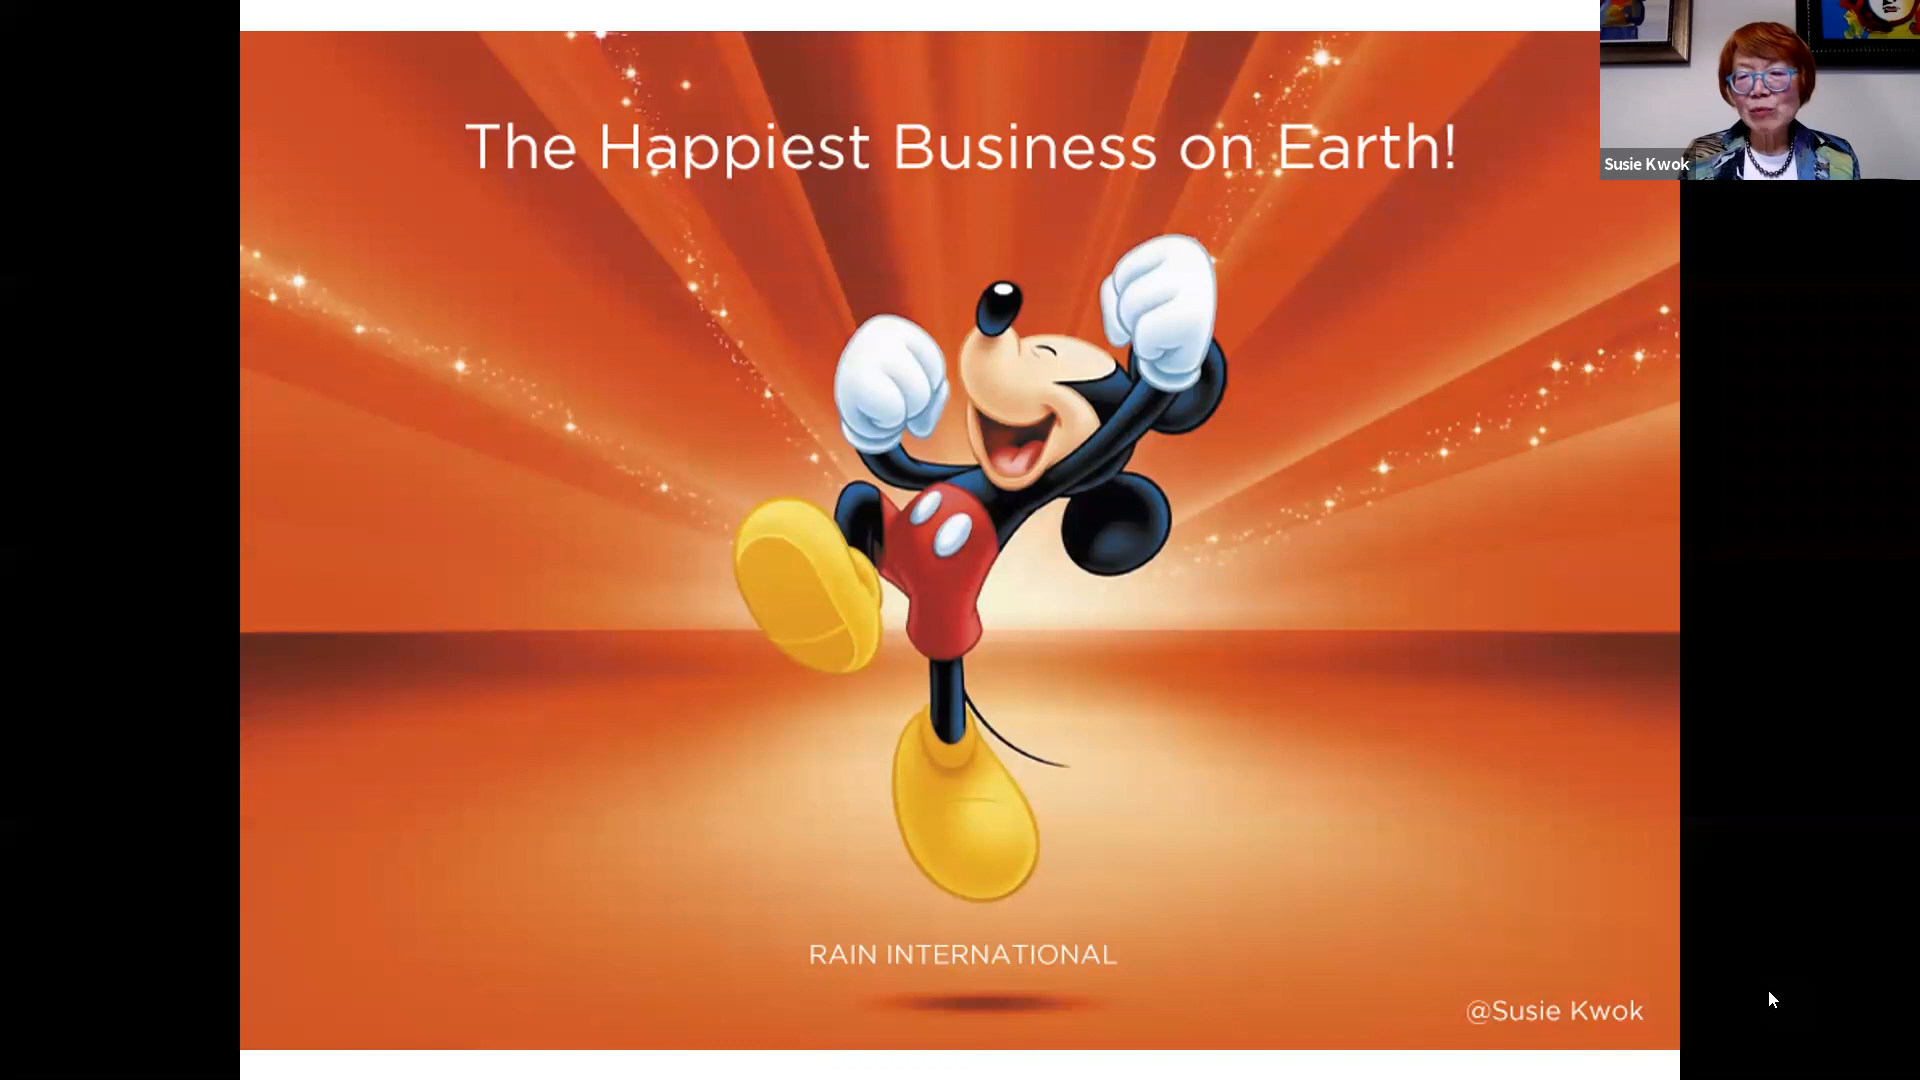 The Happiest Business on Earth!
Susie Kwok
RAIN INTERNATIONAL
@Susie Kwok